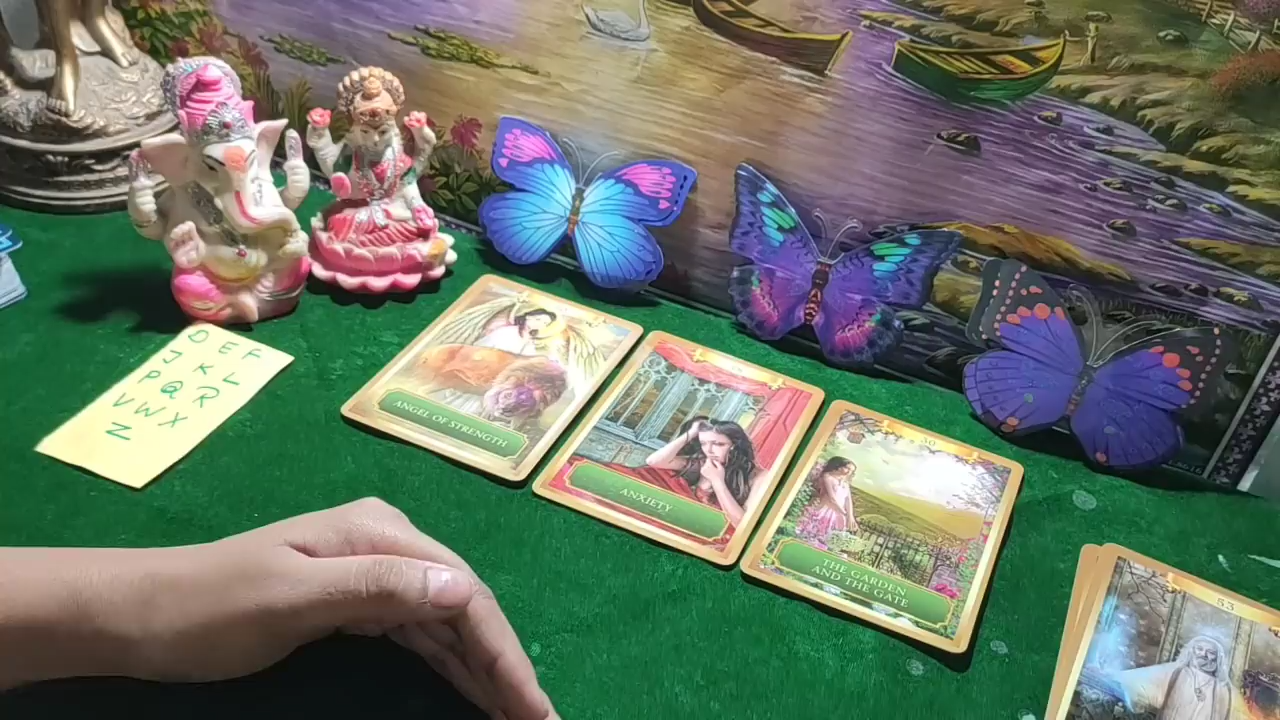 D E F
J K L
P Q R
V W X
Z
ANGEL OF STRENGTH
ANXIETY
30
THE GARDEN
AND THE GATE
53